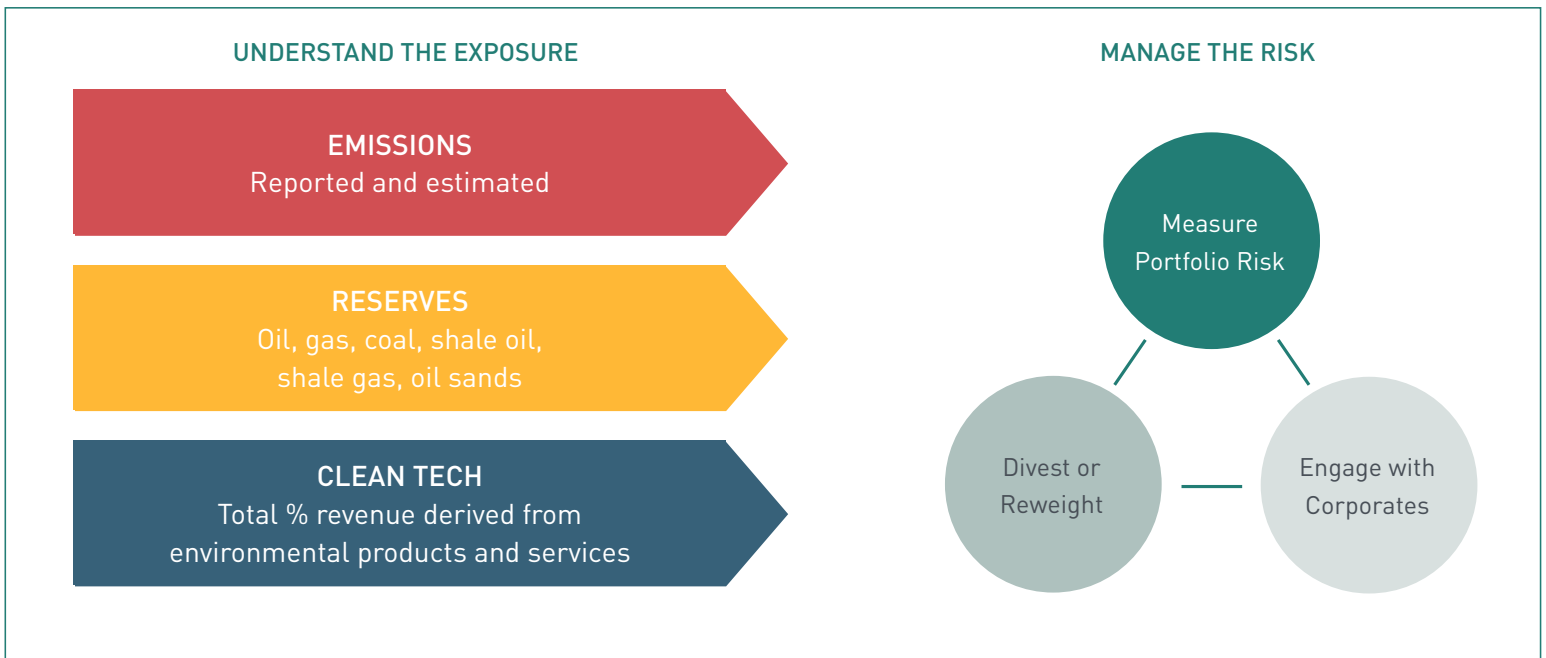 UNDERSTAND THE EXPOSURE
EMISSIONS
Reported and estimated
RESERVES
Oil, gas, coal, shale oil,
shale gas, oil sands
CLEAN TECH
Total % revenue derived from
environmental products and services
MANAGE THE RISK
Measure
Portfolio Risk
Divest or
Reweight
Engage with
Corporates